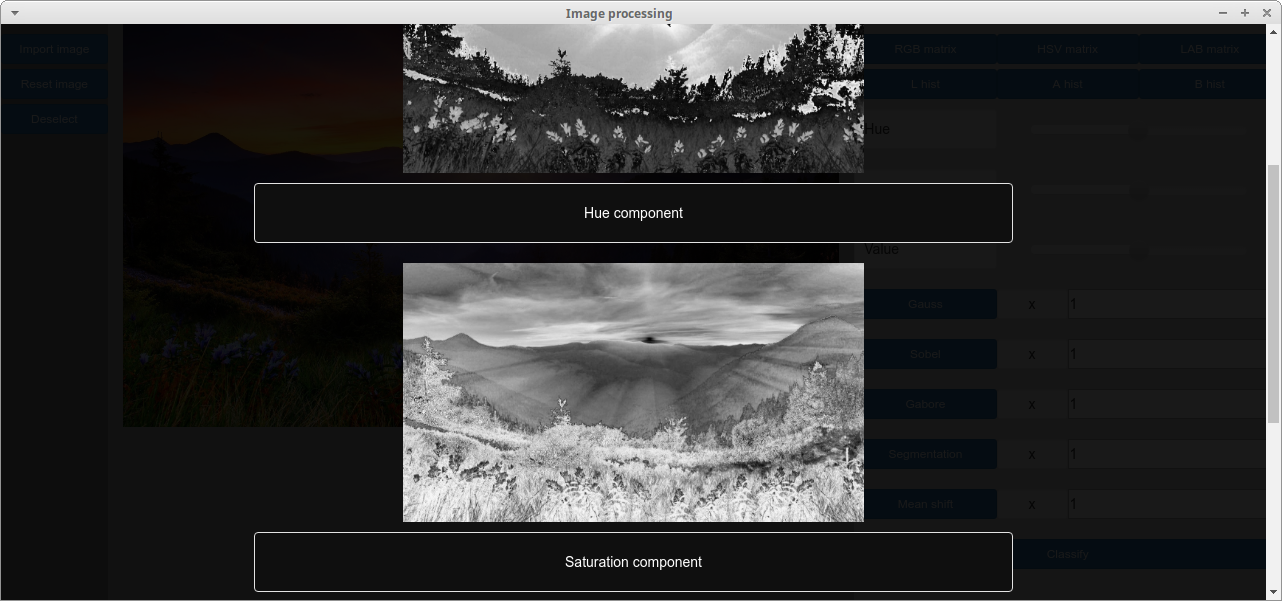 Image processing
Import image
Reset image
Deselect
RGB matrix
HSV matrix
LAB matrix
L hist
A hist
B hist
Hue
Hue component
Value
Gauss
x
1
Sobel
x
1
Gabore
x
1
Segmentation
x
1
Mean shift
x
1
Classify
Saturation component